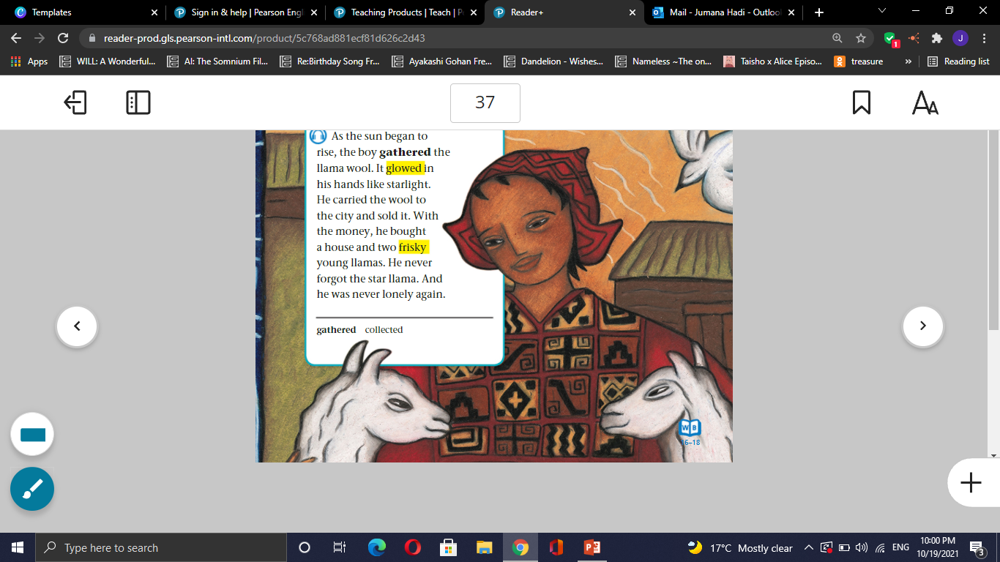 Templates
Sign in & help | Pearson Eng
Teaching Products | Teach | P
Reader+
Mail - Jumana Hadi - Outloo
reader-prod.gls.pearson-intl.com/product/5c768ad881ecf81d626c2d43
1
J
Apps
WILL: A Wonderful...
AI: The Somnium Fil...
Re:Birthday Song Fr...
Ayakashi Gohan Fre...
Dandelion - Wishes...
Nameless ~The on...
Taisho x Alice Episo...
treasure
»
Reading list
37
AA
As the sun began to
rise, the boy gathered the
llama wool. It glowed in
his hands like starlight.
He carried the wool to
the city and sold it. With
the money, he bought
a house and two frisky
young llamas. He never
forgot the star llama. And
he was never lonely again.
gathered collected
W B
16–18
Type here to search
17°C Mostly clear
ENG
10:00 PM
10/19/2021
3